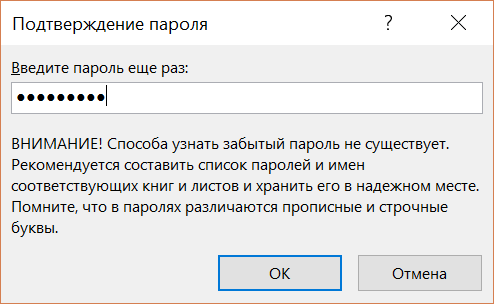 Подтверждение пароля
?
Введите пароль еще раз:
●●●●●●●●●
ВНИМАНИЕ! Способа узнать забытый пароль не существует.
Рекомендуется составить список паролей и имен
соответствующих книг и листов и хранить его в надежном месте.
Помните, что в паролях различаются прописные и строчные
буквы.
ОК
Отмена